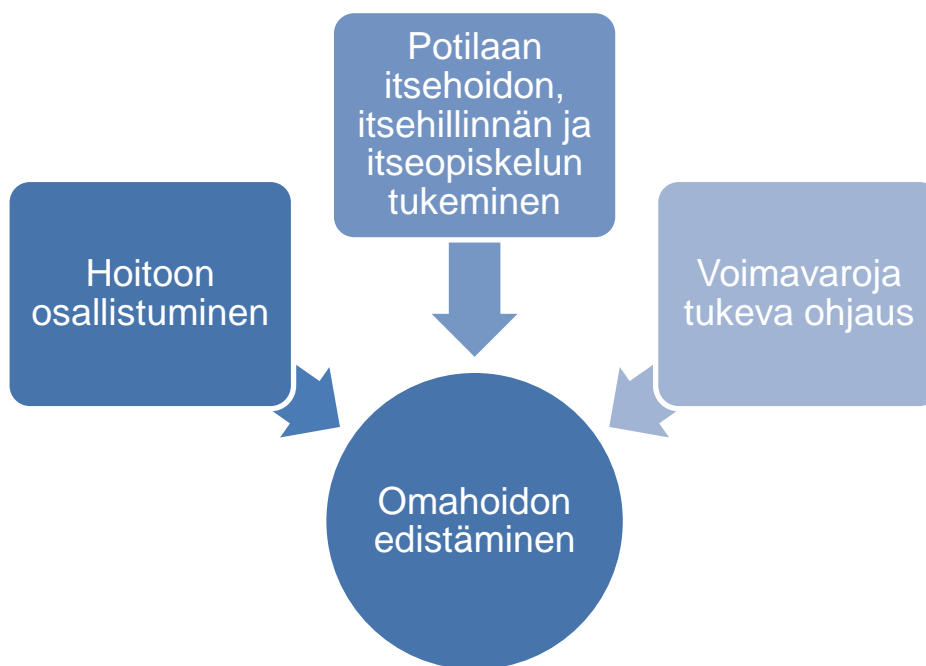 Potilaan
itsehoidon,
itsehillinnän ja
itseopiskelun
tukeminen
Hoitoon
osallistuminen
Voimavaroja
tukeva ohjaus
Omahoidon
edistäminen